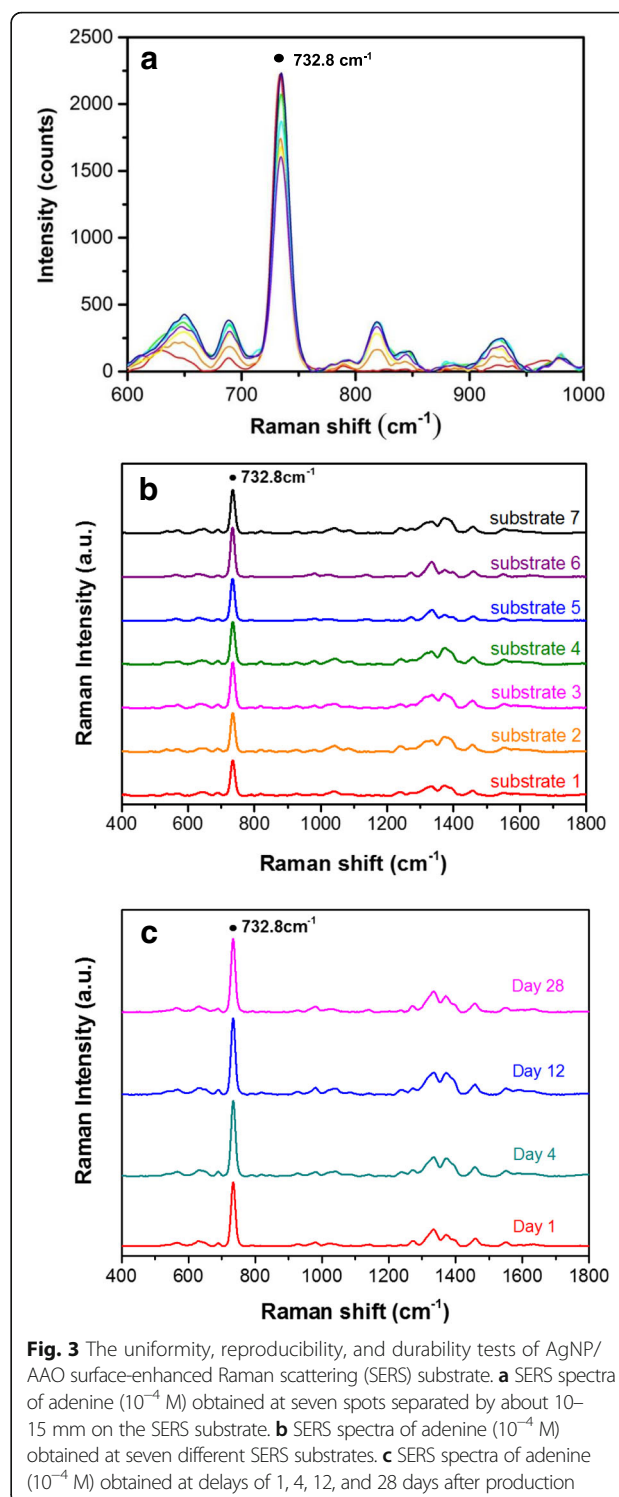 a
732.8 cm⁻¹
2500
2000
1500
1000
500
0
Intensity (counts)
600 700 800 900 1000
Raman shift (cm⁻¹)
b
732.8cm⁻¹
substrate 7
substrate 6
substrate 5
substrate 4
substrate 3
substrate 2
substrate 1
Raman Intensity (a.u.)
400 600 800 1000 1200 1400 1600 1800
Raman shift (cm⁻¹)
c
732.8cm⁻¹
Day 28
Day 12
Day 4
Day 1
Raman Intensity (a.u.)
400 600 800 1000 1200 1400 1600 1800
Raman shift (cm⁻¹)
Fig. 3 The uniformity, reproducibility, and durability tests of AgNP/
AAO surface-enhanced Raman scattering (SERS) substrate. a SERS spectra
of adenine (10⁻⁴ M) obtained at seven spots separated by about 10–
15 mm on the SERS substrate. b SERS spectra of adenine (10⁻⁴ M)
obtained at seven different SERS substrates. c SERS spectra of adenine
(10⁻⁴ M) obtained at delays of 1, 4, 12, and 28 days after production